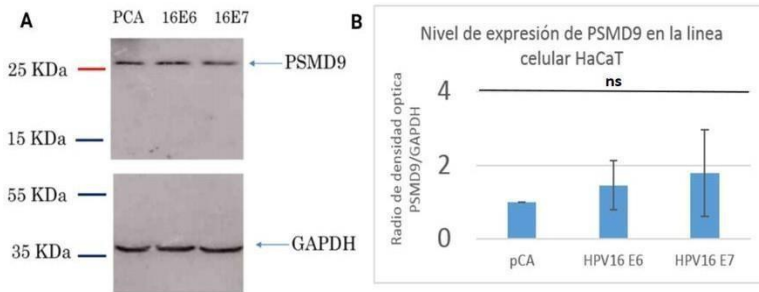 A
PCA 16E6 16E7
25 KDa
PSMD9
15 KDa
55 KDa
35 KDa
GAPDH
B
Nivel de expresión de PSMD9 en la linea
celular HaCaT
ns
Radio de densidad optica
PSMD9/GAPDH
4
2
0
pCA HPV16 E6 HPV16 E7